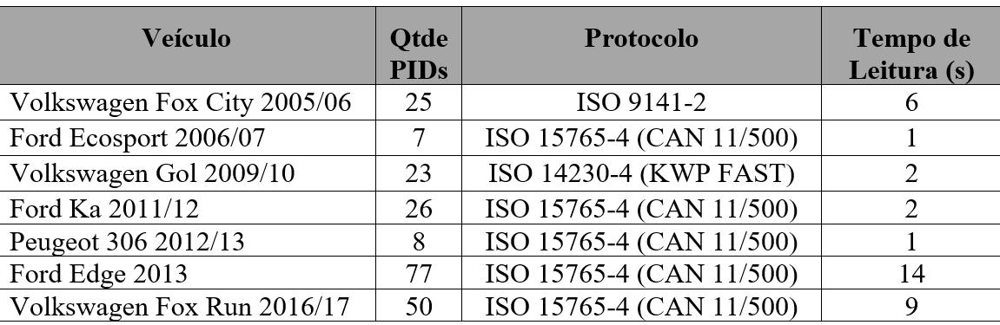 Veículo Qtde PIDs Protocolo Tempo de Leitura (s)
Volkswagen Fox City 2005/06 25 ISO 9141-2 6
Ford Ecosport 2006/07 7 ISO 15765-4 (CAN 11/500) 1
Volkswagen Gol 2009/10 23 ISO 14230-4 (KWP FAST) 2
Ford Ka 2011/12 26 ISO 15765-4 (CAN 11/500) 2
Peugeot 306 2012/13 8 ISO 15765-4 (CAN 11/500) 1
Ford Edge 2013 77 ISO 15765-4 (CAN 11/500) 14
Volkswagen Fox Run 2016/17 50 ISO 15765-4 (CAN 11/500) 9